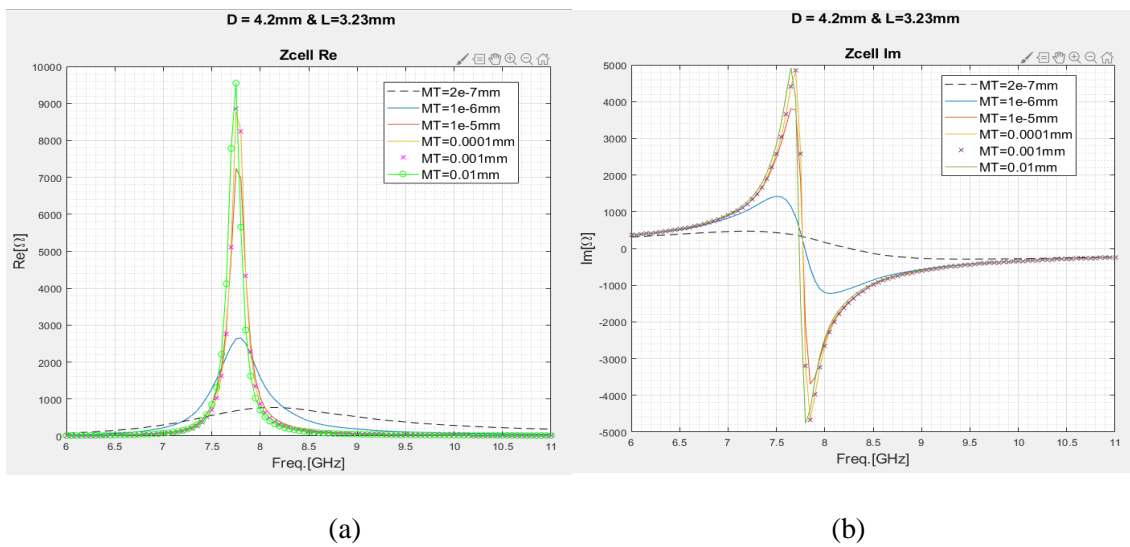 D = 4.2mm & L=3.23mm
Zcell Re
10000
9000
8000
7000
6000
5000
4000
3000
2000
1000
0
Re[Ω]
MT=2e-7mm
MT=1e-6mm
MT=1e-5mm
MT=0.0001mm
MT=0.001mm
MT=0.01mm
6 6.5 7 7.5 8 8.5 9 9.5 10 10.5 11
Freq.[GHz]
(a)
D = 4.2mm & L=3.23mm
Zcell Im
5000
4000
3000
2000
1000
0
-1000
-2000
-3000
-4000
-5000
Im[Ω]
MT=2e-7mm
MT=1e-6mm
MT=1e-5mm
MT=0.0001mm
MT=0.001mm
MT=0.01mm
6 6.5 7 7.5 8 8.5 9 9.5 10 10.5 11
Freq.[GHz]
(b)